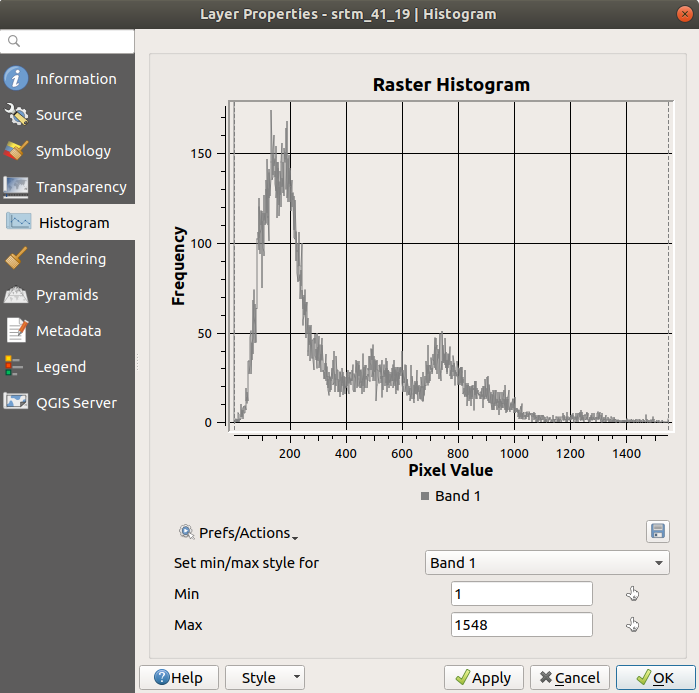 Layer Properties - srtm_41_19 | Histogram
Information
Source
Symbology
Transparency
Histogram
Rendering
Pyramids
Metadata
Legend
QGIS Server
Raster Histogram
Frequency
150
100
50
0
200 400 600 800 1000 1200 1400
Pixel Value
Band 1
Prefs/Actions
Set min/max style for Band 1
Min 1
Max 1548
Help Style Apply Cancel OK